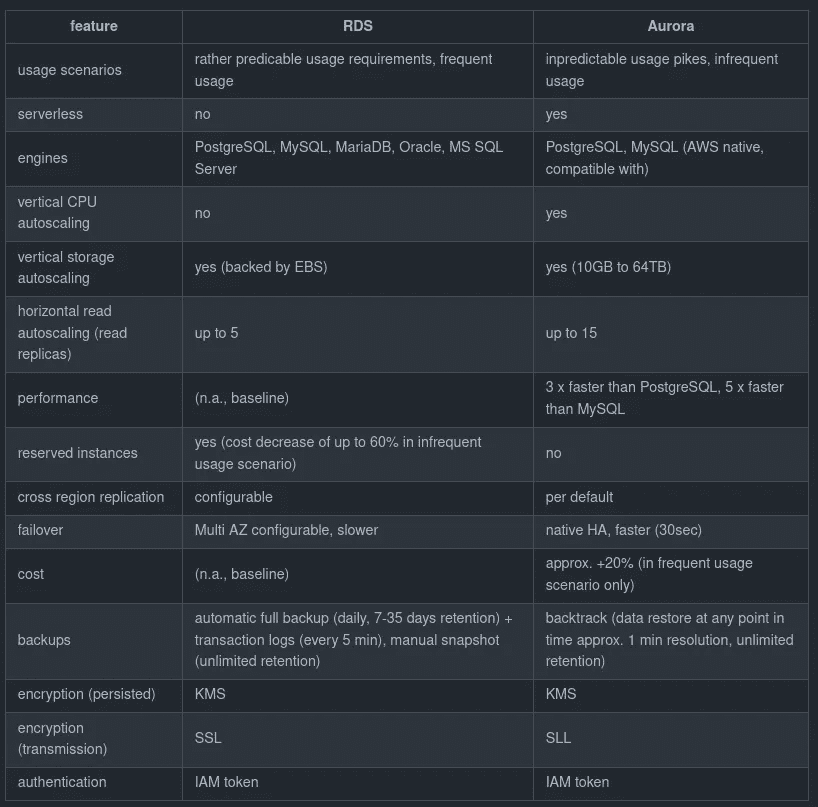 feature RDS Aurora
usage scenarios
rather predicable usage requirements, frequent
usage
inpredictable usage pikes, infrequent
usage
serverless no yes
engines
PostgreSQL, MySQL, MariaDB, Oracle, MS SQL
Server
PostgreSQL, MySQL (AWS native,
compatible with)
vertical CPU
autoscaling
no
yes
vertical storage
autoscaling
yes (backed by EBS)
yes (10GB to 64TB)
horizontal read
autoscaling (read
replicas)
up to 5
up to 15
performance
(n.a., baseline)
3 x faster than PostgreSQL, 5 x faster
than MySQL
reserved instances
yes (cost decrease of up to 60% in infrequent
usage scenario)
no
cross region replication configurable per default
failover Multi AZ configurable, slower native HA, faster (30sec)
cost
(n.a., baseline)
approx. +20% (in frequent usage
scenario only)
backups
automatic full backup (daily, 7-35 days retention) +
transaction logs (every 5 min), manual snapshot
(unlimited retention)
backtrack (data restore at any point in
time approx. 1 min resolution, unlimited
retention)
encryption (persisted) KMS KMS
encryption
(transmission)
SSL
SLL
authentication IAM token IAM token